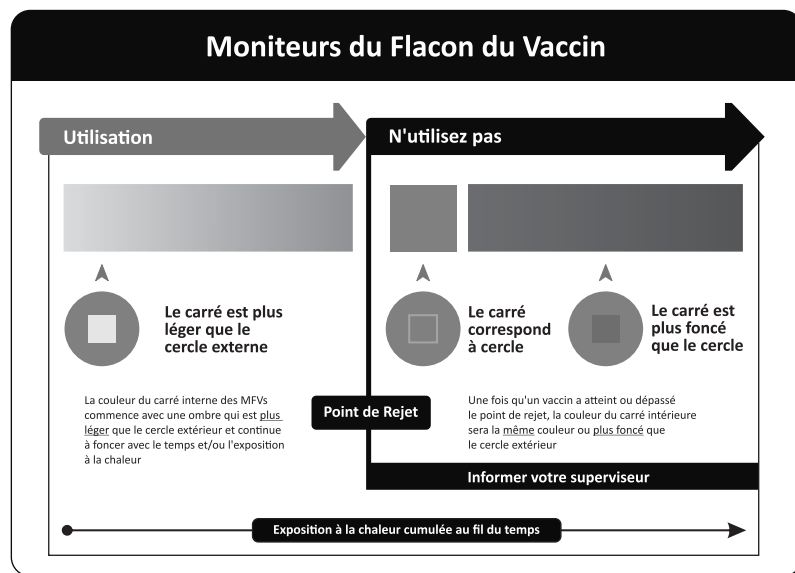 Moniteurs du Flacon du Vaccin
Utilisation
N'utilisez pas
Le carré est plus
léger que le
cercle externe
Le carré
correspond
à cercle
Le carré est
plus foncé
que le cercle
La couleur du carré interne des MFVs
commence avec une ombre qui est plus
léger que le cercle extérieur et continue
à foncer avec le temps et/ou l'exposition
à la chaleur
Point de Rejet
Une fois qu'un vaccin a atteint ou dépassé
le point de rejet, la couleur du carré intérieure
sera la même couleur ou plus foncé que
le cercle extérieur
Informer votre superviseur
Exposition à la chaleur cumulée au fil du temps